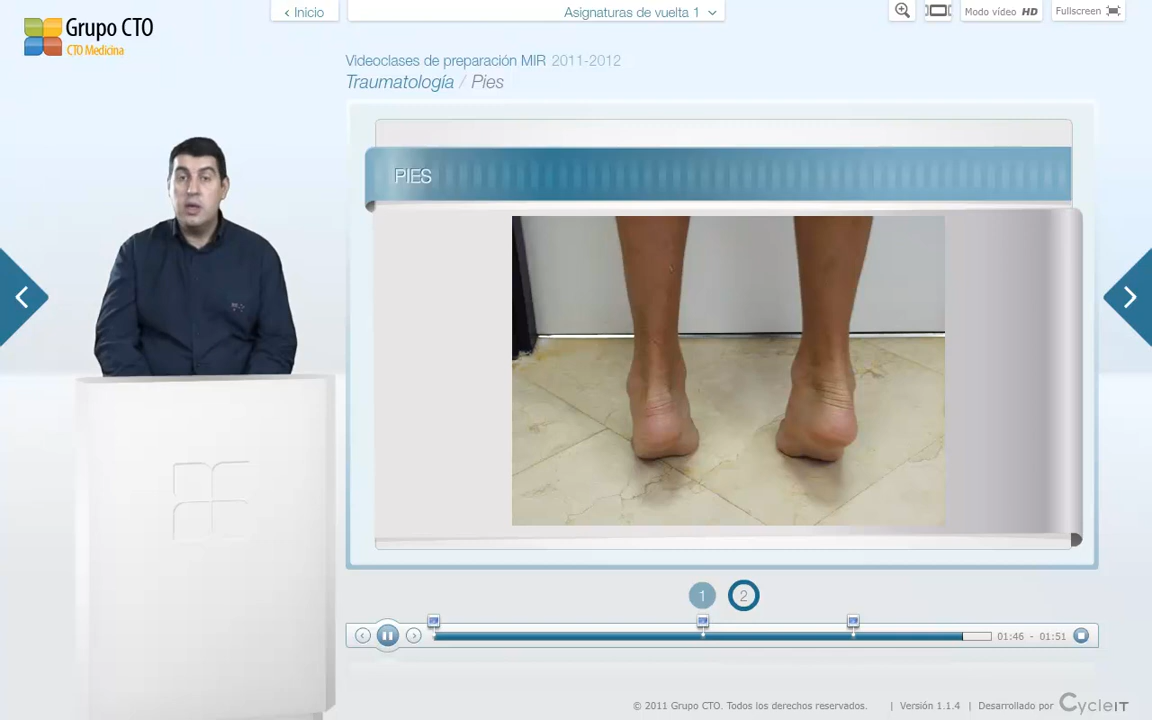 Grupo CTO
CTO Medicina
‹ Inicio
Asignaturas de vuelta 1
Modo vídeo HD
Fullscreen
Videoclases de preparación MIR 2011-2012
Traumatología / Pies
PIES
1 2
01:46 - 01:51
© 2011 Grupo CTO. Todos los derechos reservados. | Versión 1.1.4 | Desarrollado por CycleIT